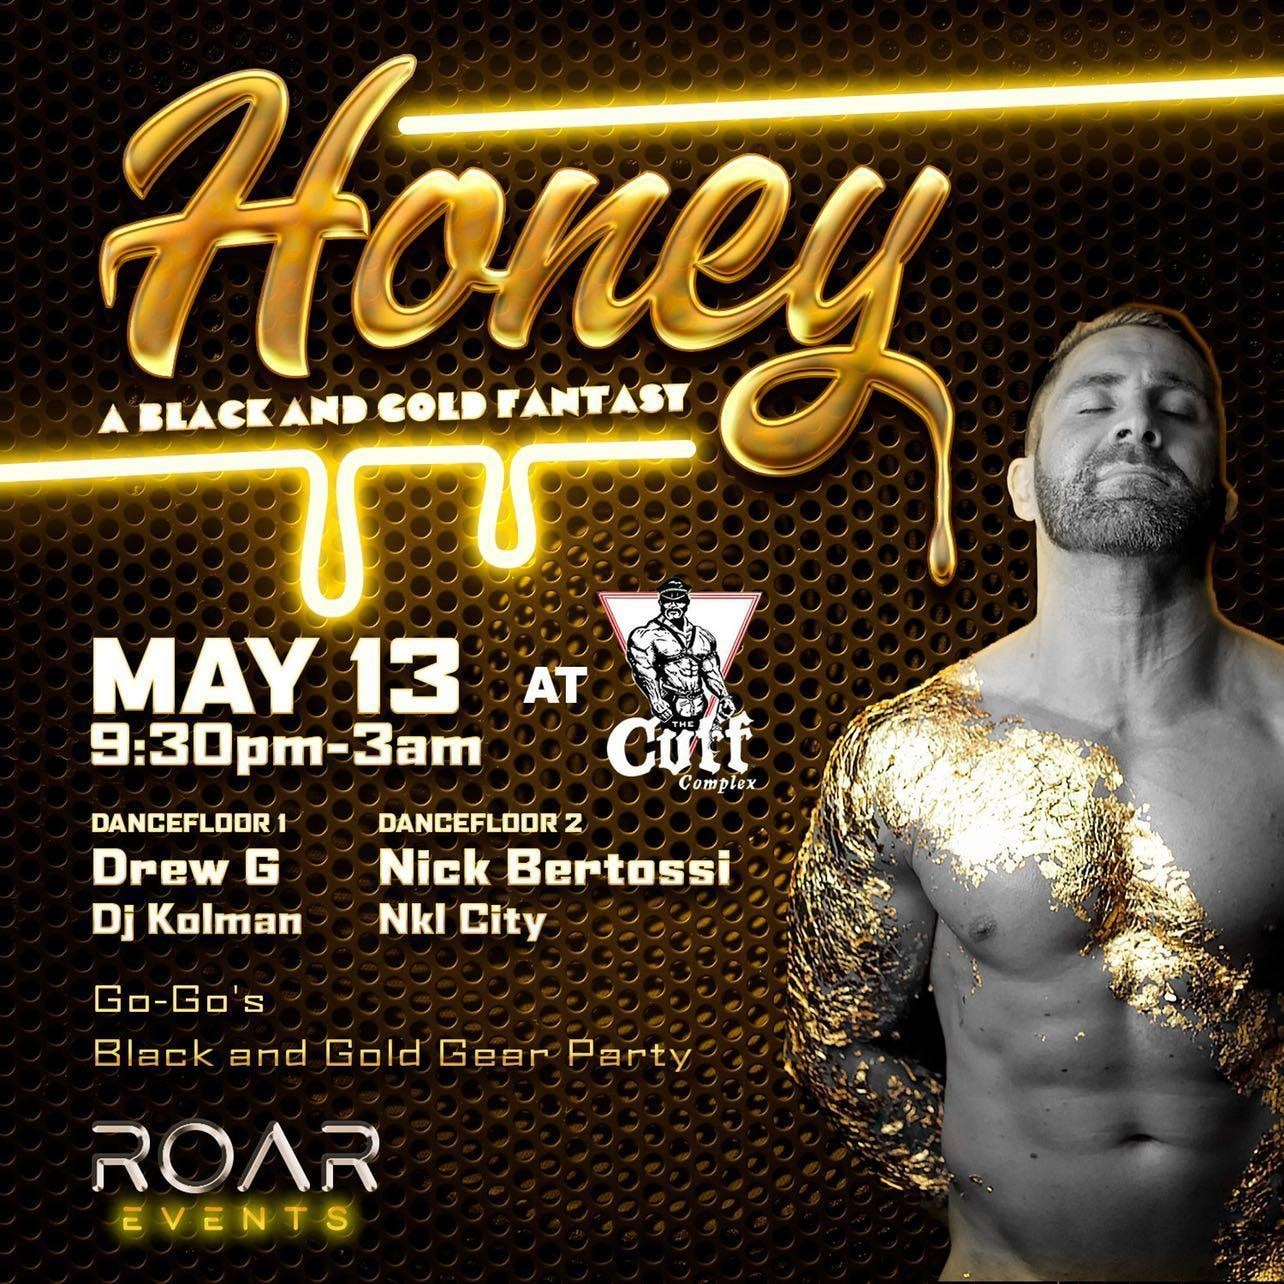 Honey
A BLACK AND GOLD FANTASY
MAY 13
9:30pm-3am
AT
THE
Cuff
Complex
DANCEFLOOR 1
Drew G
Dj Kolman
DANCEFLOOR 2
Nick Bertossi
Nkl City
Go-Go's
Black and Gold Gear Party
ROAR
EVENTS